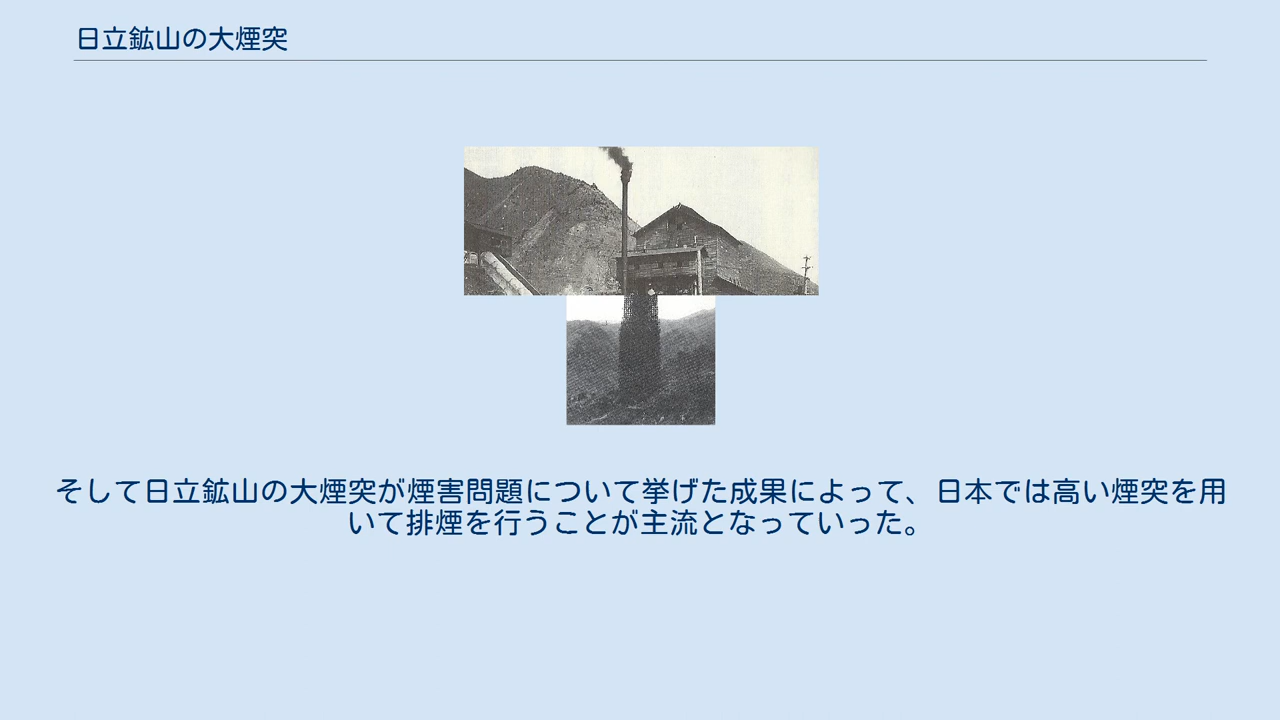 日立鉱山の大煙突
そして日立鉱山の大煙突が煙害問題について挙げた成果によって、日本では高い煙突を用
いて排煙を行うことが主流となっていった。